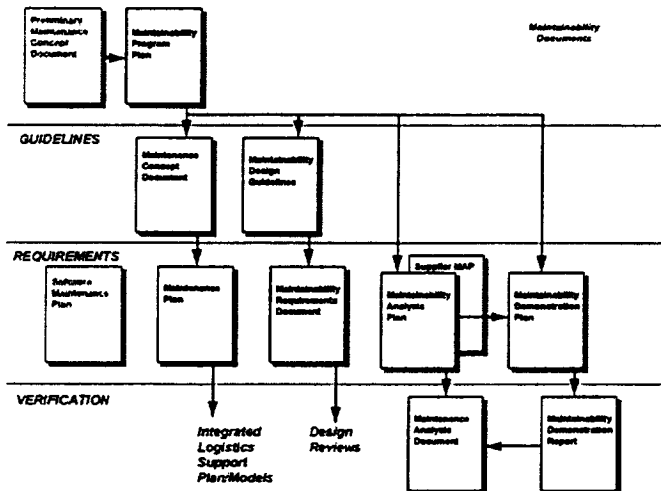 Preliminary
Maintenance
Concept
Document
Maintainability
Program
Plan
Maintainability
Documents
GUIDELINES
Maintenance
Concept
Document
Maintainability
Design
Guidelines
REQUIREMENTS
Software
Maintenance
Plan
Maintenance
Plan
Maintainability
Requirements
Document
Supplier MAP
Maintainability
Analysis
Plan
Maintainability
Demonstration
Plan
VERIFICATION
Integrated
Logistics
Support
Plan/Models
Design
Reviews
Maintenance
Analysis
Document
Maintainability
Demonstration
Report